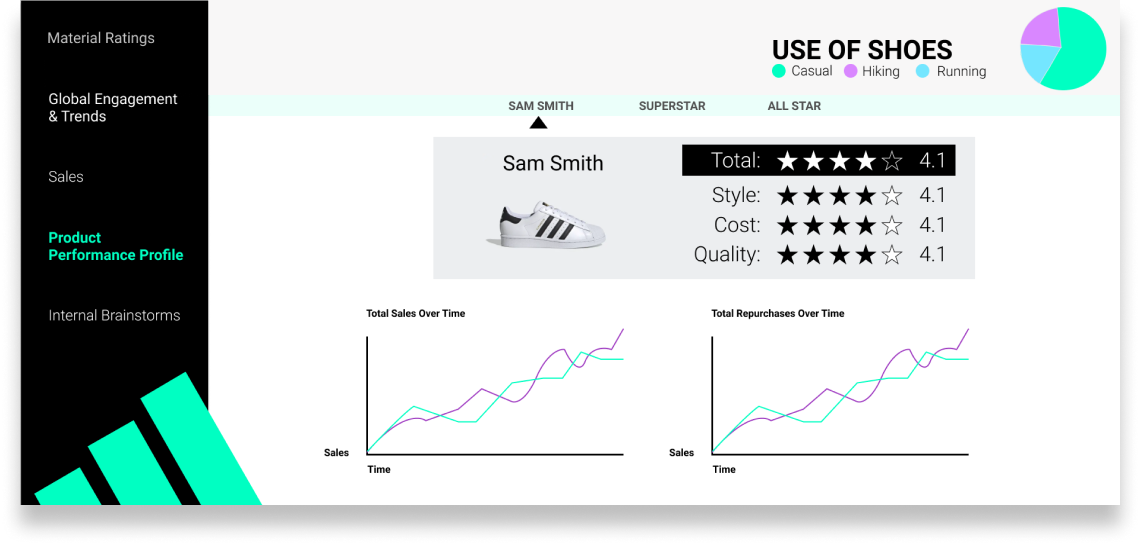 Material Ratings
Global Engagement
& Trends
Sales
Product
Performance Profile
Internal Brainstorms
USE OF SHOES
Casual Hiking Running
SAM SMITH SUPERSTAR ALL STAR
Sam Smith
Total: 4.1
Style: 4.1
Cost: 4.1
Quality: 4.1
Total Sales Over Time
Sales
Time
Total Repurchases Over Time
Sales
Time